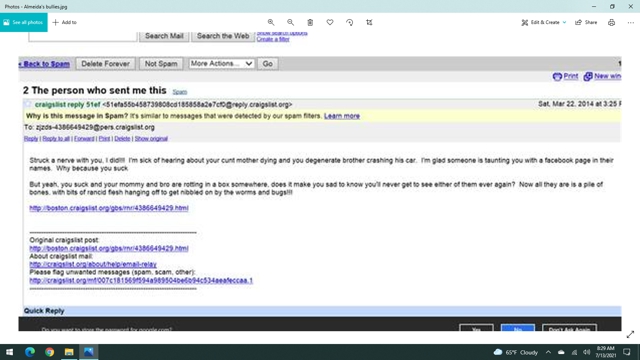 Photos - Almeida's bullies.jpg
See all photos
Add to
Edit & Create
Share
Print
Search Mail
Search the Web
Show search options
Create a filter
« Back to Spam
Delete Forever
Not Spam
More Actions...
Go
1
Print
New win
2 The person who sent me this
Spam
craigslist reply 51ef
Sat, Mar 22, 2014 at 3:25 P
Why is this message in Spam? It's similar to messages that were detected by our spam filters. Learn more
To: zjzds-4386649429@pers.craigslist.org
Reply | Reply to all | Forward | Print | Delete | Show original
Struck a nerve with you, I did!!! I'm sick of hearing about your cunt mother dying and you degenerate brother crashing his car. I'm glad someone is taunting you with a facebook page in their
names. Why because you suck
But yeah, you suck and your mommy and bro are rotting in a box somewhere, does it make you sad to know you'll never get to see either of them ever again? Now all they are is a pile of
bones, with bits of rancid flesh hanging off to get nibbled on by the worms and bugs!!!
http://boston.craigslist.org/gbs/rnr/4386649429.html
Original craigslist post:
http://boston.craigslist.org/gbs/rnr/4386649429.html
About craigslist mail:
http://craigslist.org/about/help/email-relay
Please flag unwanted messages (spam, scam, other):
Quick Reply
Do you want to store the password for google.com?
Yes
No
Don't Ask Again
65°F Cloudy
8:29 AM
7/13/2021